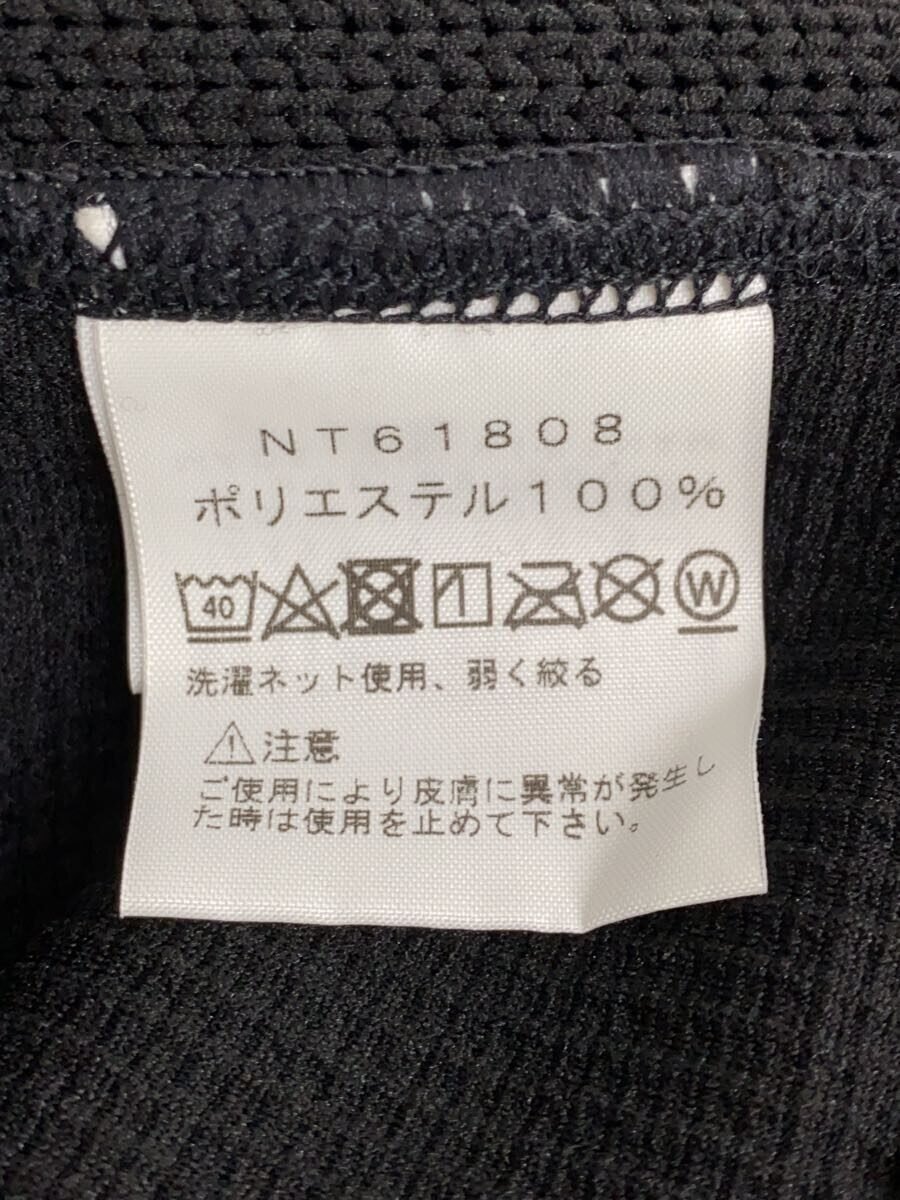 NT61808
ポリエステル100%
40 W
洗濯ネット使用、弱く絞る
注意
ご使用により皮膚に異常が発生し
た時は使用を止めて下さい。